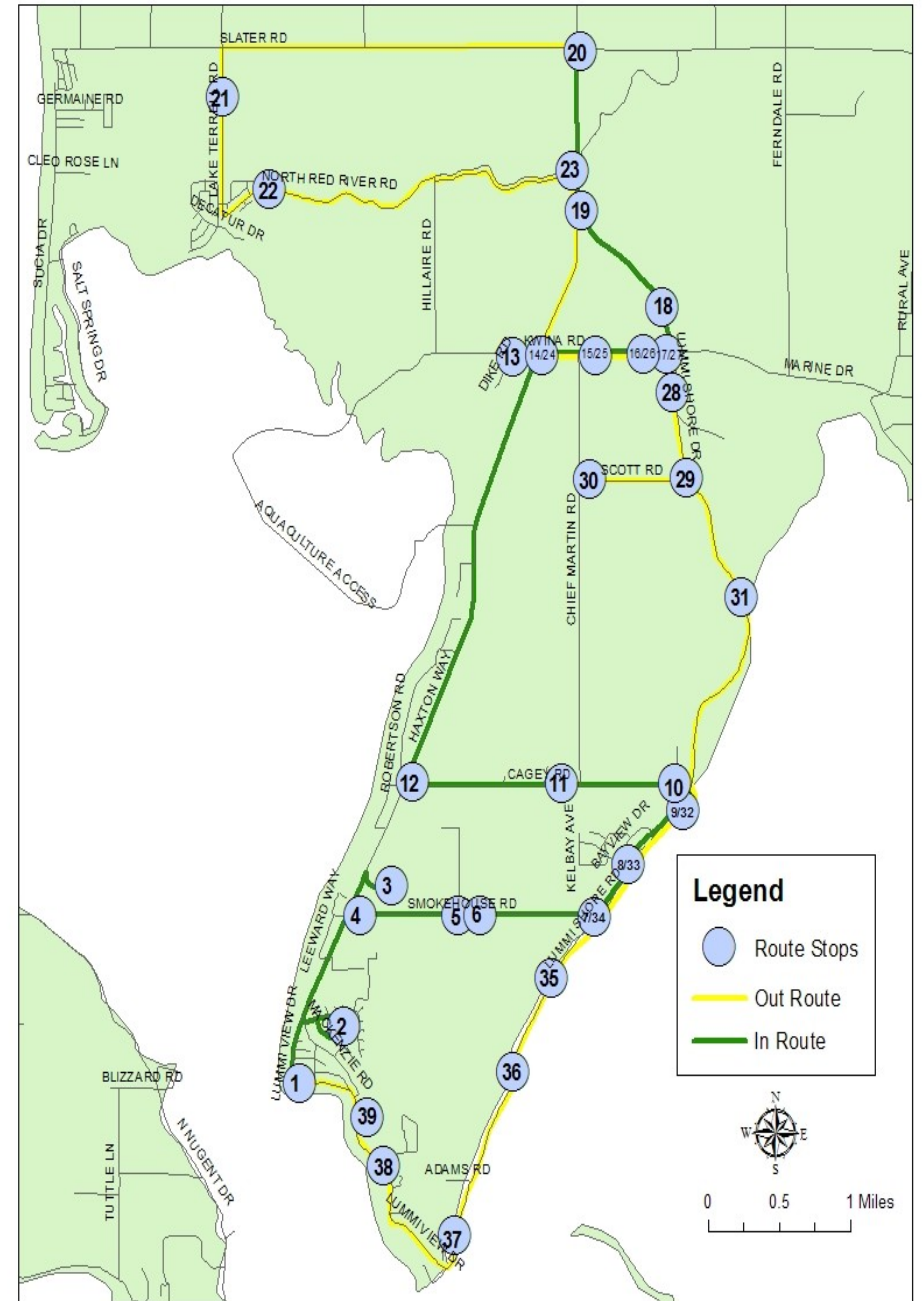 SLATER RD
20
21
GERMAINE RD
LAKE TERRELL RD
FERNDALE RD
CLEO ROSE LN
23
NORTH RED RIVER RD
22
DECATUR DR
19
SUCIA DR
SALT SPRING DR
HILLAIRE RD
RURAL AVE
18
KWINA RD
13
14/24
15/25
16/26
DIKE RD
MARINE DR
LUMMI SHORE DR
28
SCOTT RD
30
29
AQUACULTURE ACCESS
CHIEF MARTIN RD
31
HAXTON WAY
ROBERTSON RD
12
CAGEY RD
11
10
9/32
KELBAY AVE
BAYVIEW DR
8/33
3
LEEWARD WAY
SMOKEHOUSE RD
4
5
6
7/34
LUMMI SHORE RD
35
Legend
Route Stops
Out Route
In Route
LUMMI VIEW DR
MACKENZIE RD
2
1
36
BLIZZARD RD
39
N NUGENT DR
TUTTLE LN
38
ADAMS RD
LUMMI VIEW DR
37
N
W
E
S
0 0.5 1 Miles